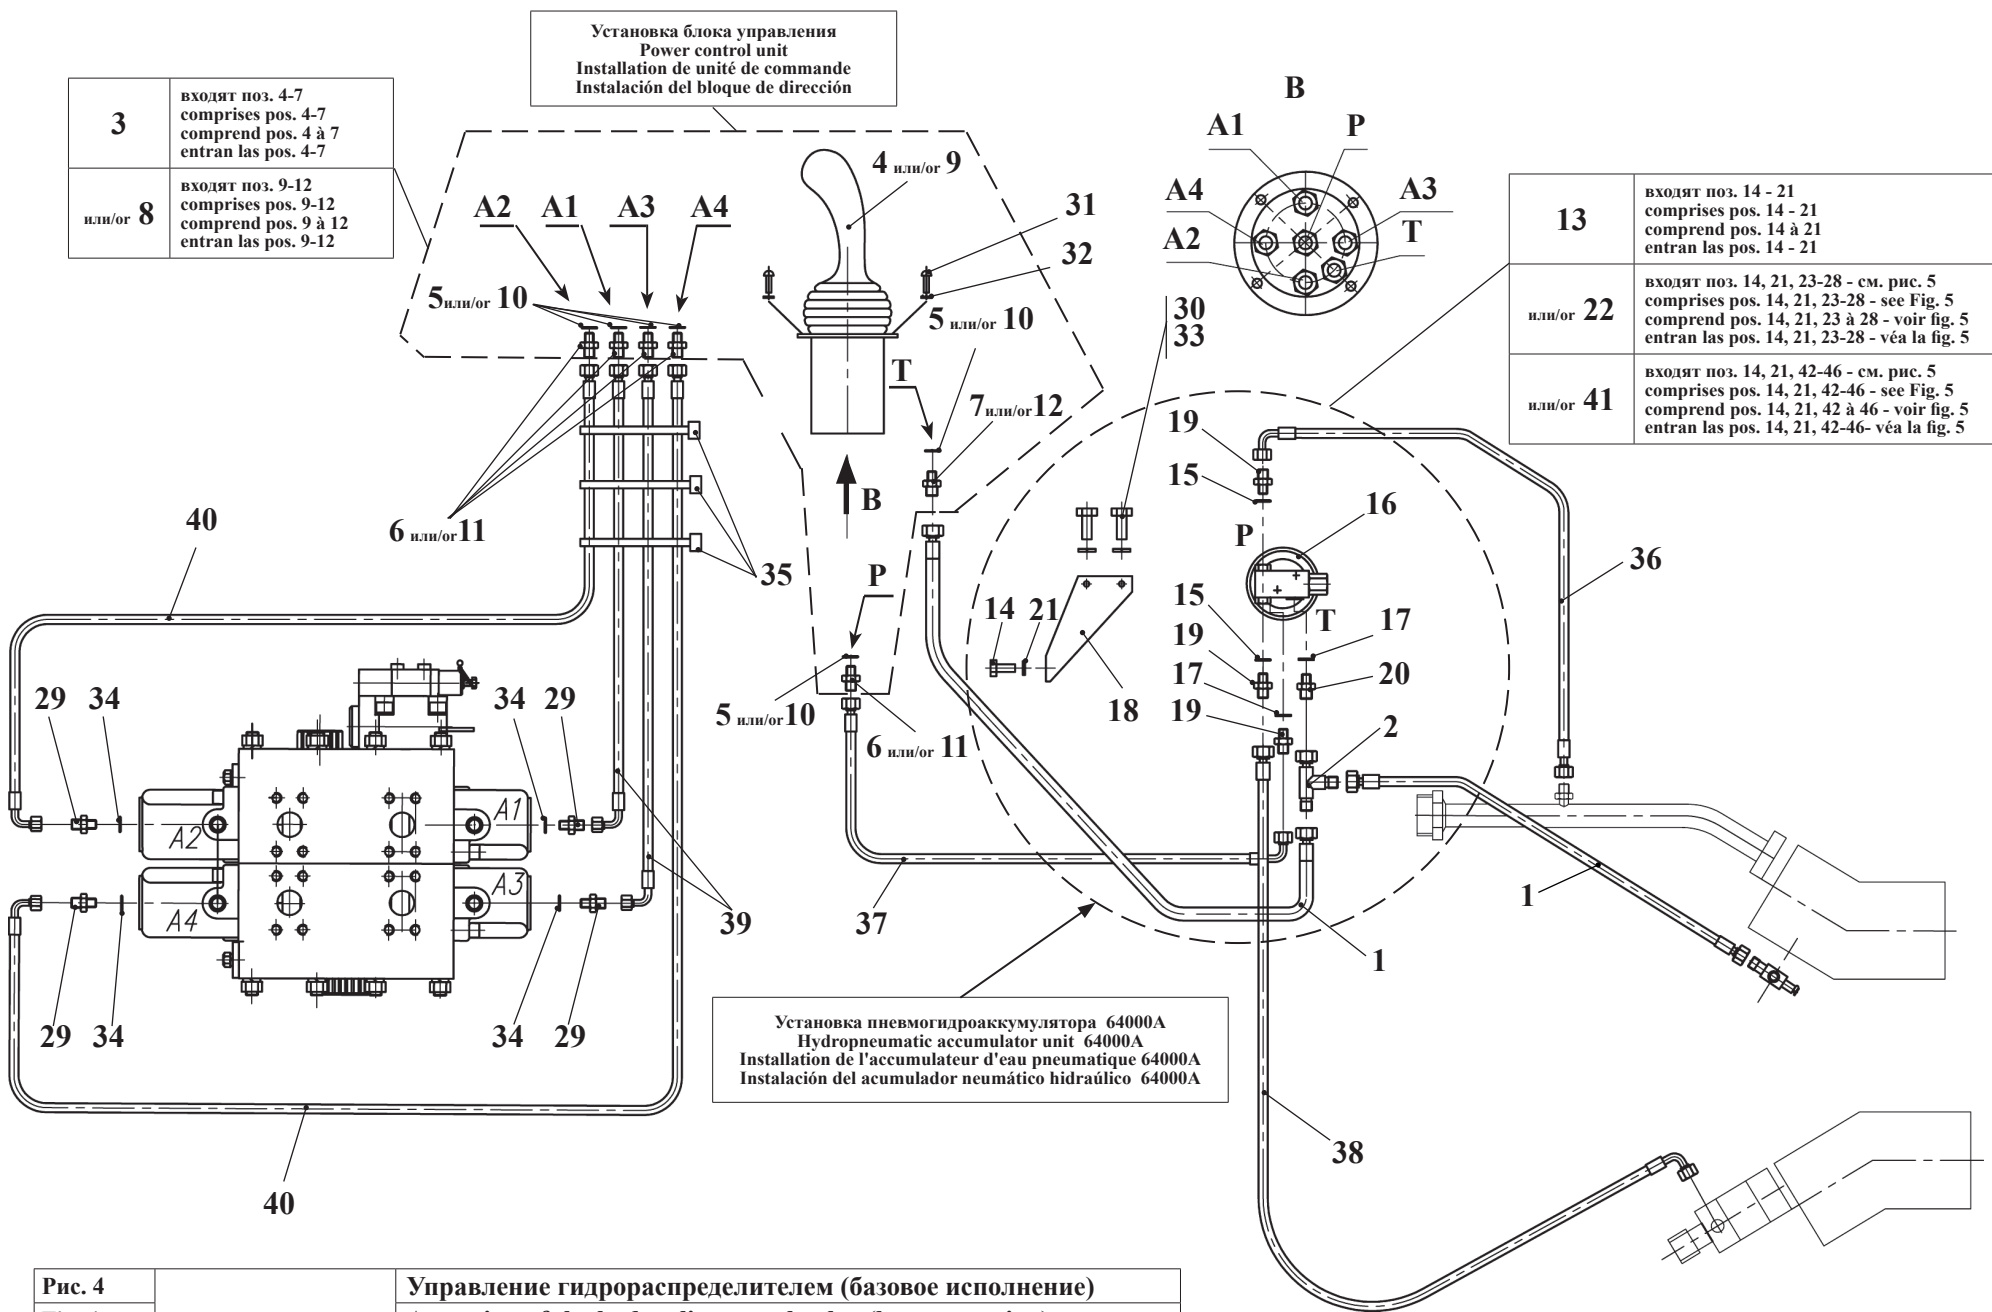 Установка блока управления
Power control unit
Installation de unité de commande
Instalación del bloque de dirección
3
входят поз. 4-7
comprises pos. 4-7
comprend pos. 4 à 7
entran las pos. 4-7
или/or 8
входят поз. 9-12
comprises pos. 9-12
comprend pos. 9 à 12
entran las pos. 9-12
A2 A1 A3 A4
4 или/or 9
31
32
5 или/or 10
5 или/or 10
B
A1 P
A4 A3
A2 T
30
33
13
входят поз. 14 - 21
comprises pos. 14 - 21
comprend pos. 14 à 21
entran las pos. 14 - 21
или/or 22
входят поз. 14, 21, 23-28 - см. рис. 5
comprises pos. 14, 21, 23-28 - see Fig. 5
comprend pos. 14, 21, 23 à 28 - voir fig. 5
entran las pos. 14, 21, 23-28 - véa la fig. 5
или/or 41
входят поз. 14, 21, 42-46 - см. рис. 5
comprises pos. 14, 21, 42-46 - see Fig. 5
comprend pos. 14, 21, 42 à 46 - voir fig. 5
entran las pos. 14, 21, 42-46- véa la fig. 5
T
7 или/or 12
19
15
B
16
P
40
6 или/or 11
35
P
36
14 21
15
T
17
19
17
20
18
19
2
29 34 34 29
5 или/or 10
6 или/or 11
A2
A1
A4
A3
39
37
1
1
29 34 34 29
Установка пневмогидроаккумулятора 64000А
Hydropneumatic accumulator unit 64000A
Installation de l'accumulateur d'eau pneumatique 64000A
Instalación del acumulador neumático hidraúlico 64000A
38
40
Рис. 4
Управление гидрораспределителем (базовое исполнение)